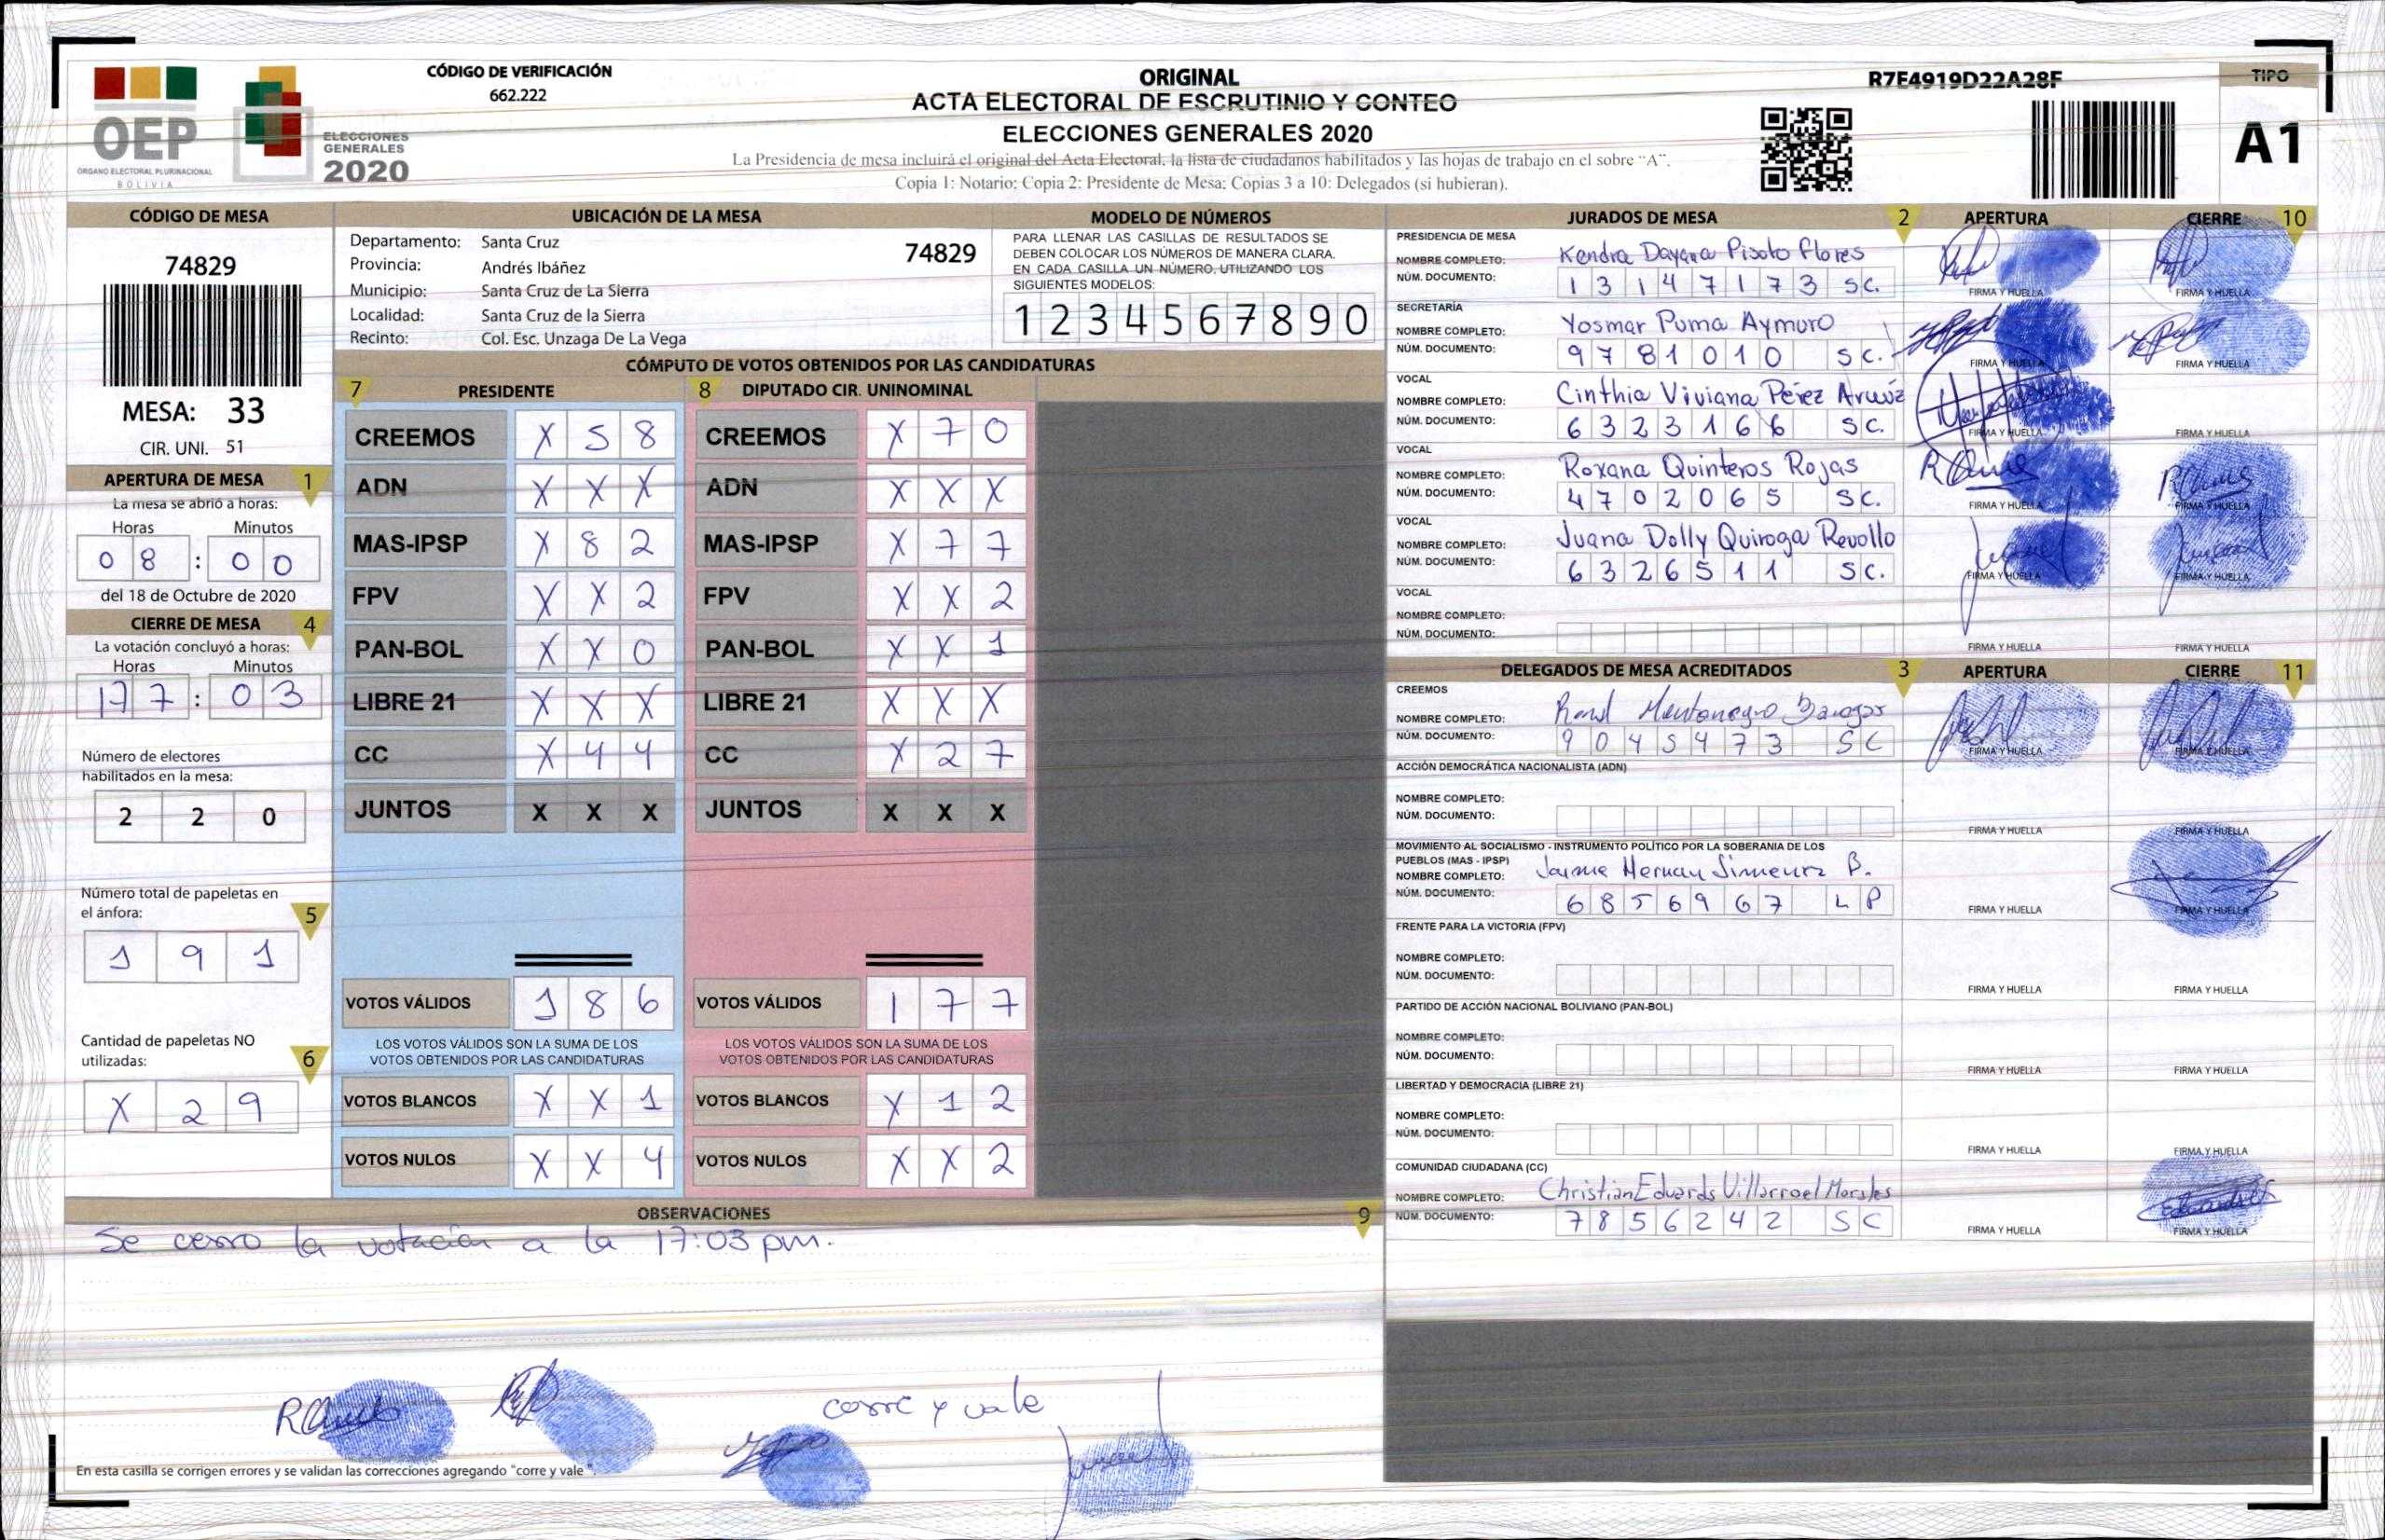 OEP
ÓRGANO ELECTORAL PLURINACIONAL
BOLIVIA
ELECCIONES
GENERALES
2020
CÓDIGO DE VERIFICACIÓN
662.222
ORIGINAL
ACTA ELECTORAL DE ESCRUTINIO Y CONTEO
ELECCIONES GENERALES 2020
La Presidencia de mesa incluirá el original del Acta Electoral, la lista de ciudadanos habilitados y las hojas de trabajo en el sobre "A".
Copia 1: Notario; Copia 2: Presidente de Mesa; Copias 3 a 10: Delegados (si hubieran).
R7E4919D22A28F
TIPO
A1
CÓDIGO DE MESA
74829
MESA: 33
CIR. UNI. 51
APERTURA DE MESA 1
La mesa se abrió a horas:
Horas Minutos
0 8 : 0 0
del 18 de Octubre de 2020
CIERRE DE MESA 4
La votación concluyó a horas:
Horas Minutos
17 7 : 0 3
Número de electores
habilitados en la mesa:
2 2 0
Número total de papeletas en
el ánfora: 5
1 9 1
Cantidad de papeletas NO
utilizadas: 6
X 2 9
UBICACIÓN DE LA MESA
Departamento: Santa Cruz 74829
Provincia: Andrés Ibáñez
Municipio: Santa Cruz de La Sierra
Localidad: Santa Cruz de la Sierra
Recinto: Col. Esc. Unzaga De La Vega
MODELO DE NÚMEROS
PARA LLENAR LAS CASILLAS DE RESULTADOS SE
DEBEN COLOCAR LOS NÚMEROS DE MANERA CLARA.
EN CADA CASILLA UN NÚMERO, UTILIZANDO LOS
SIGUIENTES MODELOS:
1 2 3 4 5 6 7 8 9 0
CÓMPUTO DE VOTOS OBTENIDOS POR LAS CANDIDATURAS
7 PRESIDENTE
CREEMOS X 5 8
ADN X X X
MAS-IPSP X 8 2
FPV X X 2
PAN-BOL X X 0
LIBRE 21 X X X
CC X 4 4
JUNTOS X X X
VOTOS VÁLIDOS 1 8 6
LOS VOTOS VÁLIDOS SON LA SUMA DE LOS
VOTOS OBTENIDOS POR LAS CANDIDATURAS
VOTOS BLANCOS X X 1
VOTOS NULOS X X 4
8 DIPUTADO CIR. UNINOMINAL
CREEMOS X 7 0
ADN X X X
MAS-IPSP X 7 7
FPV X X 2
PAN-BOL X X 1
LIBRE 21 X X X
CC X 2 7
JUNTOS X X X
VOTOS VÁLIDOS 1 7 7
LOS VOTOS VÁLIDOS SON LA SUMA DE LOS
VOTOS OBTENIDOS POR LAS CANDIDATURAS
VOTOS BLANCOS X 1 2
VOTOS NULOS X X 2
JURADOS DE MESA 2 APERTURA CIERRE 10
PRESIDENCIA DE MESA
NOMBRE COMPLETO: Kendra Dayana Pisoto Flores
NÚM. DOCUMENTO: 1 3 1 4 7 1 7 3 SC.
FIRMA Y HUELLA FIRMA Y HUELLA
SECRETARÍA
NOMBRE COMPLETO: Yosmar Puma Aymuro
NÚM. DOCUMENTO: 9 7 8 1 0 1 0 SC.
FIRMA Y HUELLA FIRMA Y HUELLA
VOCAL
NOMBRE COMPLETO: Cinthia Viviana Pérez
NÚM. DOCUMENTO: 6 3 2 3 1 6 6 SC.
FIRMA Y HUELLA FIRMA Y HUELLA
VOCAL
NOMBRE COMPLETO: Roxana Quinteros Rojas
NÚM. DOCUMENTO: 4 7 0 2 0 6 5 SC.
FIRMA Y HUELLA FIRMA Y HUELLA
VOCAL
NOMBRE COMPLETO: Juana Dolly Quiroga Revollo
NÚM. DOCUMENTO: 6 3 2 6 5 1 1 SC.
FIRMA Y HUELLA FIRMA Y HUELLA
VOCAL
NOMBRE COMPLETO:
NÚM. DOCUMENTO:
FIRMA Y HUELLA FIRMA Y HUELLA
DELEGADOS DE MESA ACREDITADOS 3 APERTURA CIERRE 11
CREEMOS
NOMBRE COMPLETO: Raul
NÚM. DOCUMENTO: 9 0 4 5 4 7 3 SC
FIRMA Y HUELLA FIRMA Y HUELLA
ACCIÓN DEMOCRÁTICA NACIONALISTA (ADN)
NOMBRE COMPLETO:
NÚM. DOCUMENTO:
FIRMA Y HUELLA FIRMA Y HUELLA
MOVIMIENTO AL SOCIALISMO - INSTRUMENTO POLÍTICO POR LA SOBERANIA DE LOS
PUEBLOS (MAS - IPSP)
NOMBRE COMPLETO: Jaime Hernan B.
NÚM. DOCUMENTO: 6 8 5 6 9 6 7 LP
FIRMA Y HUELLA FIRMA Y HUELLA
FRENTE PARA LA VICTORIA (FPV)
NOMBRE COMPLETO:
NÚM. DOCUMENTO:
FIRMA Y HUELLA FIRMA Y HUELLA
PARTIDO DE ACCIÓN NACIONAL BOLIVIANO (PAN-BOL)
NOMBRE COMPLETO:
NÚM. DOCUMENTO:
FIRMA Y HUELLA FIRMA Y HUELLA
LIBERTAD Y DEMOCRACIA (LIBRE 21)
NOMBRE COMPLETO:
NÚM. DOCUMENTO:
FIRMA Y HUELLA FIRMA Y HUELLA
COMUNIDAD CIUDADANA (CC)
NOMBRE COMPLETO: Christian Eduardo Villarroel Morales
NÚM. DOCUMENTO: 7 8 5 6 2 4 2 SC
FIRMA Y HUELLA FIRMA Y HUELLA
OBSERVACIONES 9
Se cerro la votación a la 17:03 pm.
corre y vale
En esta casilla se corrigen errores y se validan las correcciones agregando "corre y vale".